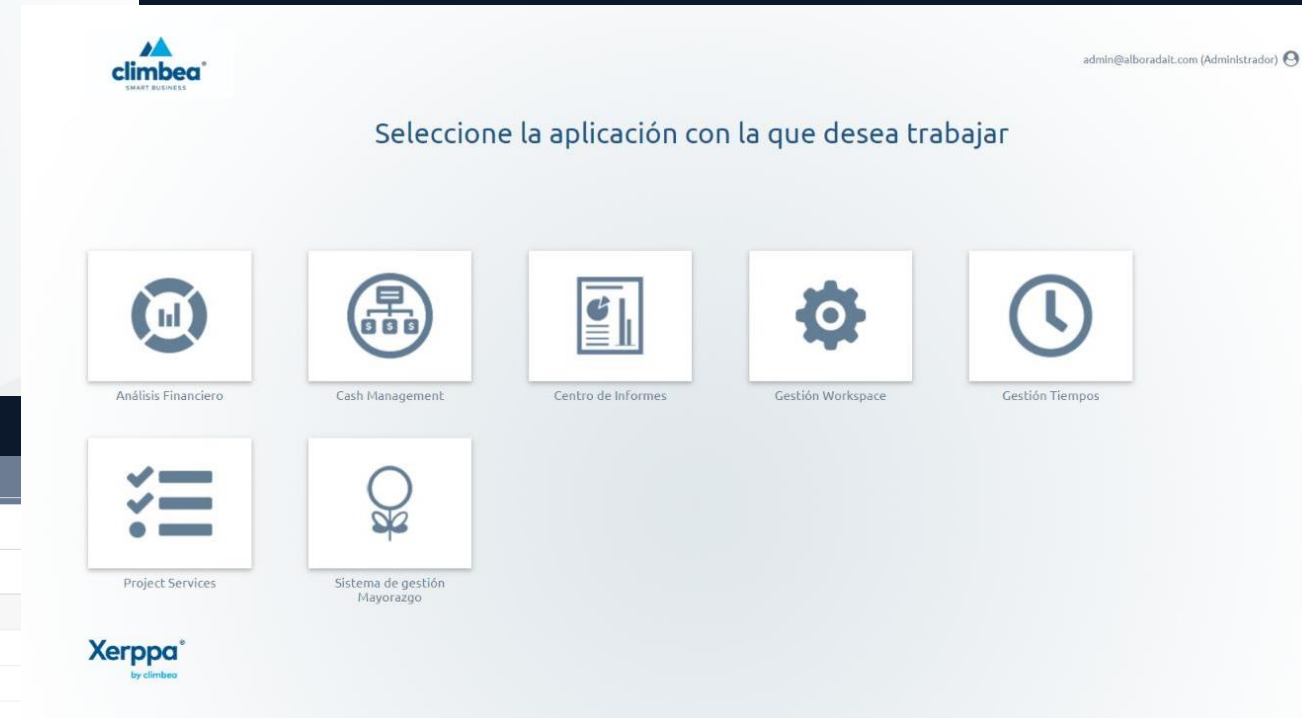 climbea®
SMART BUSINESS
admin@alboradait.com (Administrador)
Seleccione la aplicación con la que desea trabajar
Análisis Financiero
Cash Management
Centro de Informes
Gestión Workspace
Gestión Tiempos
Project Services
Sistema de gestión
Mayorazgo
Xerppa®
by climbea